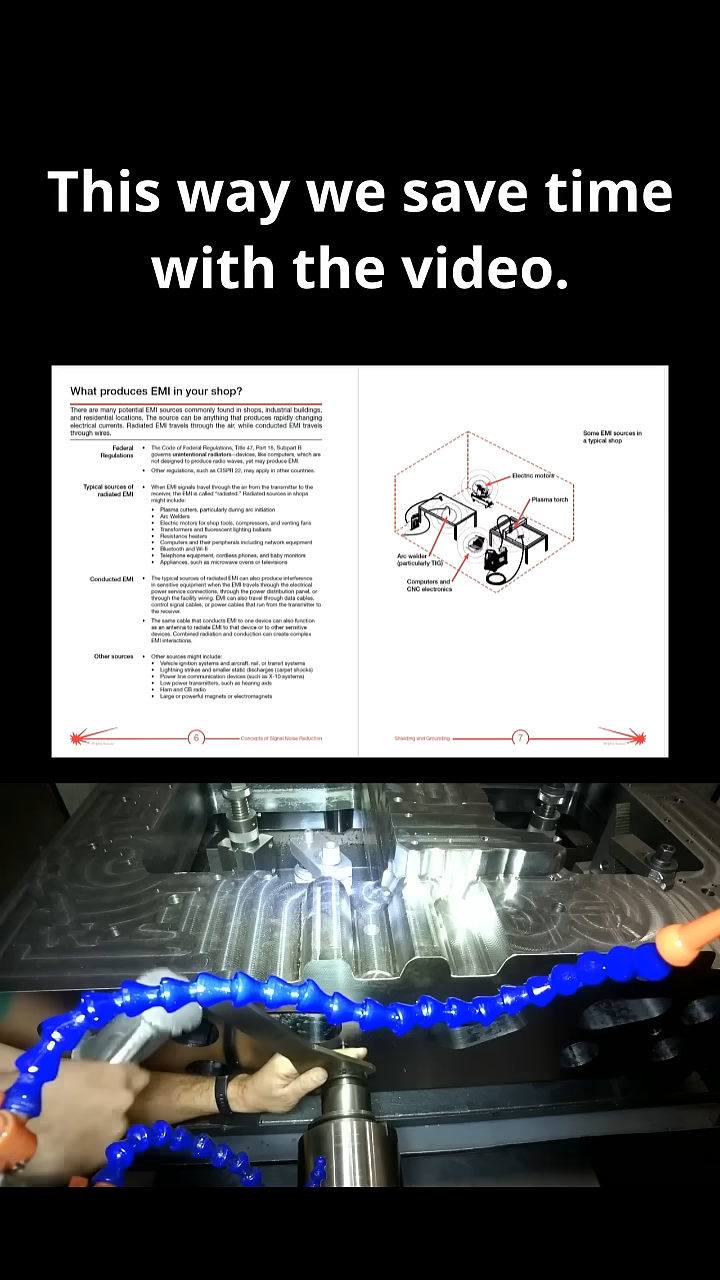 This way we save time
with the video.
What produces EMI in your shop?
There are many potential EMI sources commonly found in shops, industrial buildings,
and residential locations. The source can be anything that produces rapidly changing
electrical currents. Radiated EMI travels through the air, while conducted EMI travels
through wires.
Federal
Regulations
• The Code of Federal Regulations, Title 47, Part 15, Subpart B
governs unintentional radiators—devices, like computers, which are
not designed to produce radio waves, yet may produce EMI.
• Other regulations, such as CISPR 22, may apply in other countries.
Typical sources of
radiated EMI
• When EMI signals travel through the air from the transmitter to the
receiver, the EMI is called "radiated." Radiated sources in shops
might include:
• Plasma cutters, particularly during arc initiation
• Arc Welders
• Electric motors for shop tools, compressors, and venting fans
• Transformers and fluorescent lighting ballasts
• Resistance heaters
• Computers and their peripherals including network equipment
• Bluetooth and Wi-fi
• Telephone equipment, cordless phones, and baby monitors
• Appliances, such as microwave ovens or televisions
Conducted EMI
• The typical sources of radiated EMI can also produce interference
in sensitive equipment when the EMI travels through the electrical
power service connections, through the power distribution panel, or
through the facility wiring. EMI can also travel through data cables,
control signal cables, or power cables that run from the transmitter to
the receiver.
• The same cable that conducts EMI to one device can also function
as an antenna to radiate EMI to that device or to other sensitive
devices. Combined radiation and conduction can create complex
EMI interactions.
Other sources
• Other sources might include:
• Vehicle ignition systems and aircraft, rail, or transit systems
• Lightning strikes and smaller static discharges (carpet shocks)
• Power line communication devices (such as X-10 systems)
• Low power transmitters, such as hearing aids
• Ham and CB radio
• Large or powerful magnets or electromagnets
6
Concepts of Signal Noise Reduction
Some EMI sources in
a typical shop
Electric motors
Plasma torch
Arc welder
(particularly TIG)
Computers and
CNC electronics
Shielding and Grounding
7